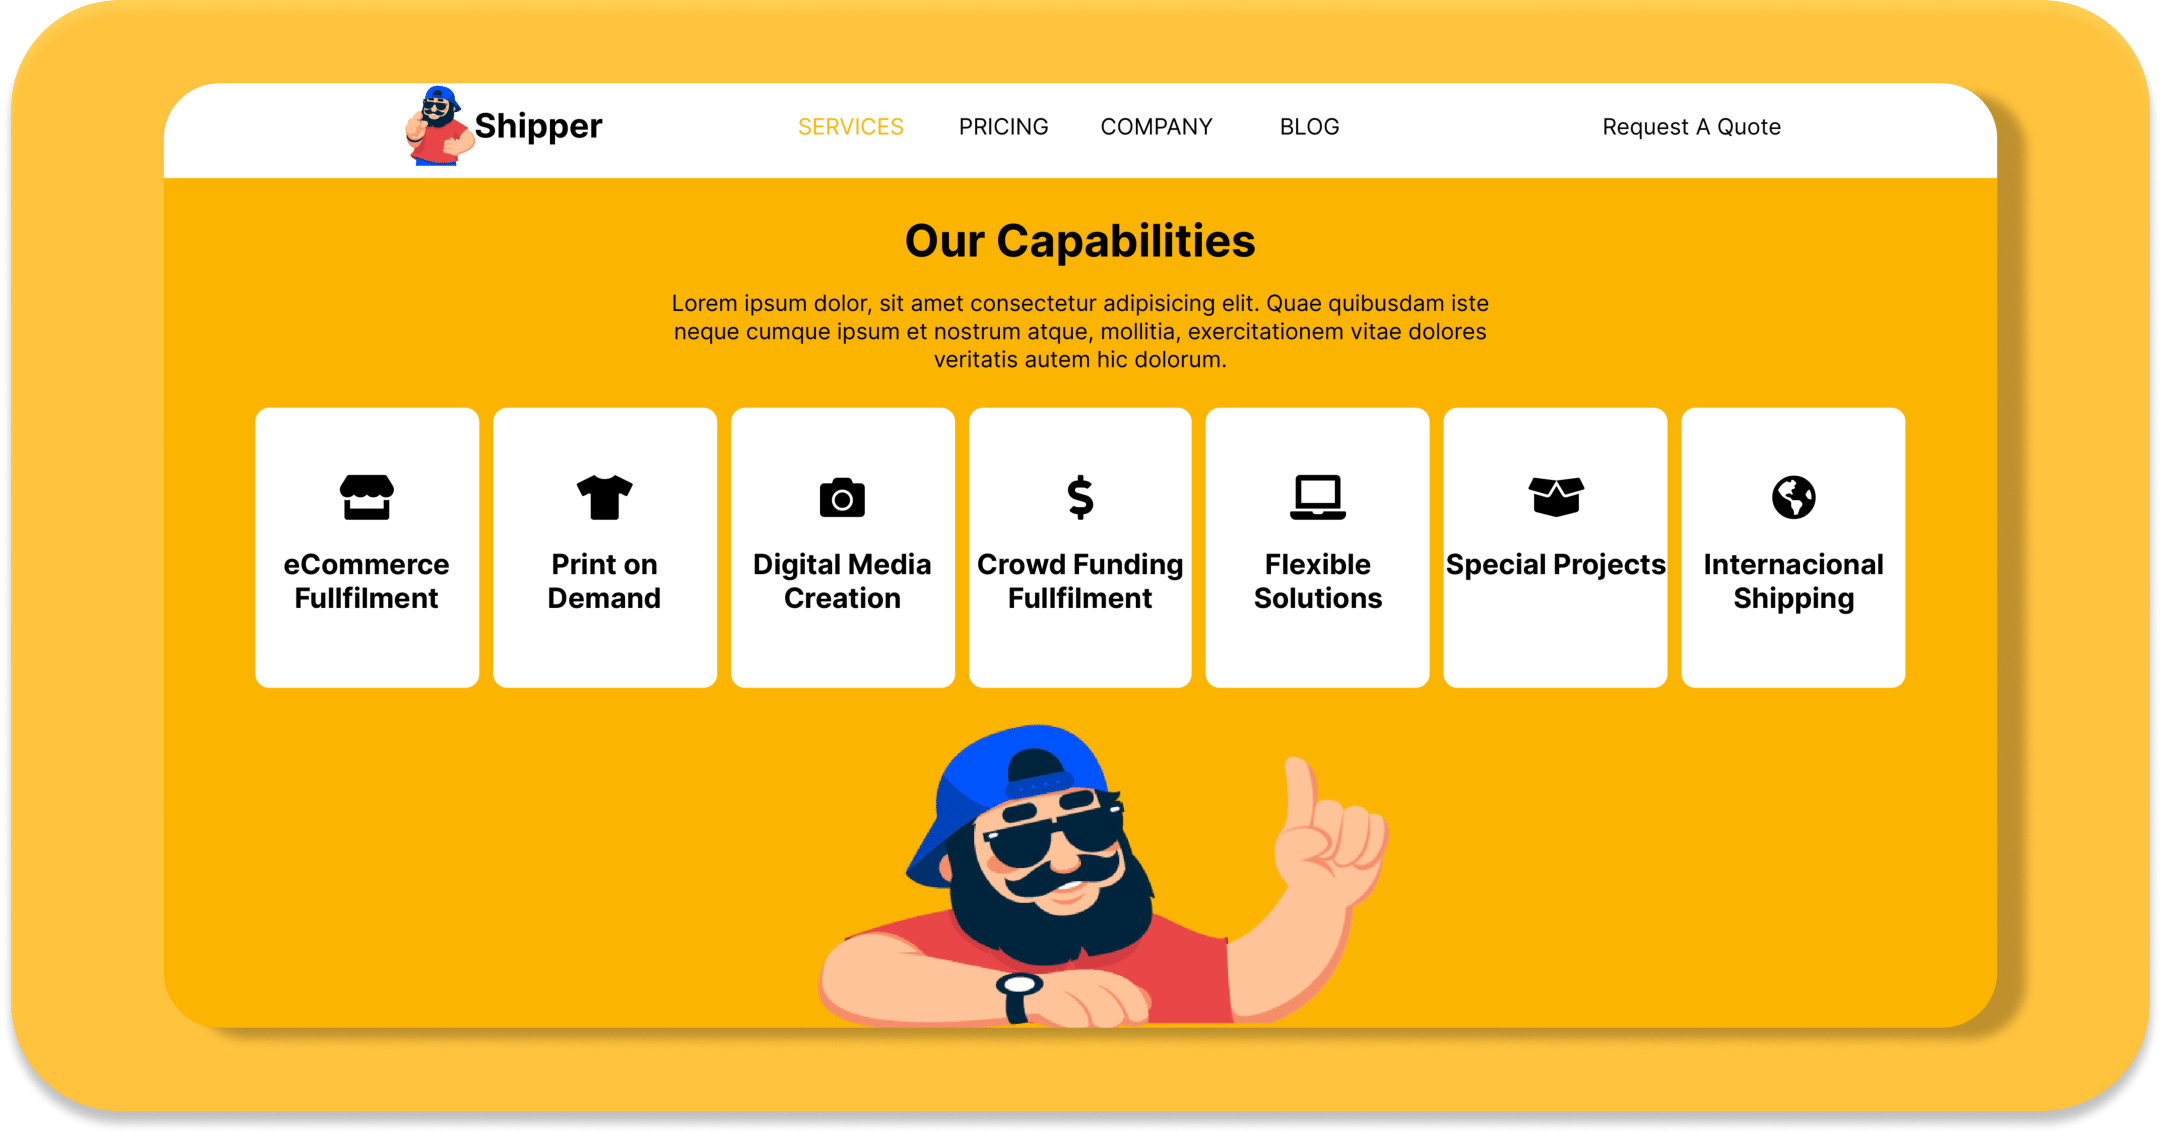 Shipper
SERVICES PRICING COMPANY BLOG
Request A Quote
Our Capabilities
Lorem ipsum dolor, sit amet consectetur adipisicing elit. Quae quibusdam iste
neque cumque ipsum et nostrum atque, mollitia, exercitationem vitae dolores
veritatis autem hic dolorum.
eCommerce
Fullfilment
Print on
Demand
Digital Media
Creation
Crowd Funding
Fullfilment
Flexible
Solutions
Special Projects
Internacional
Shipping